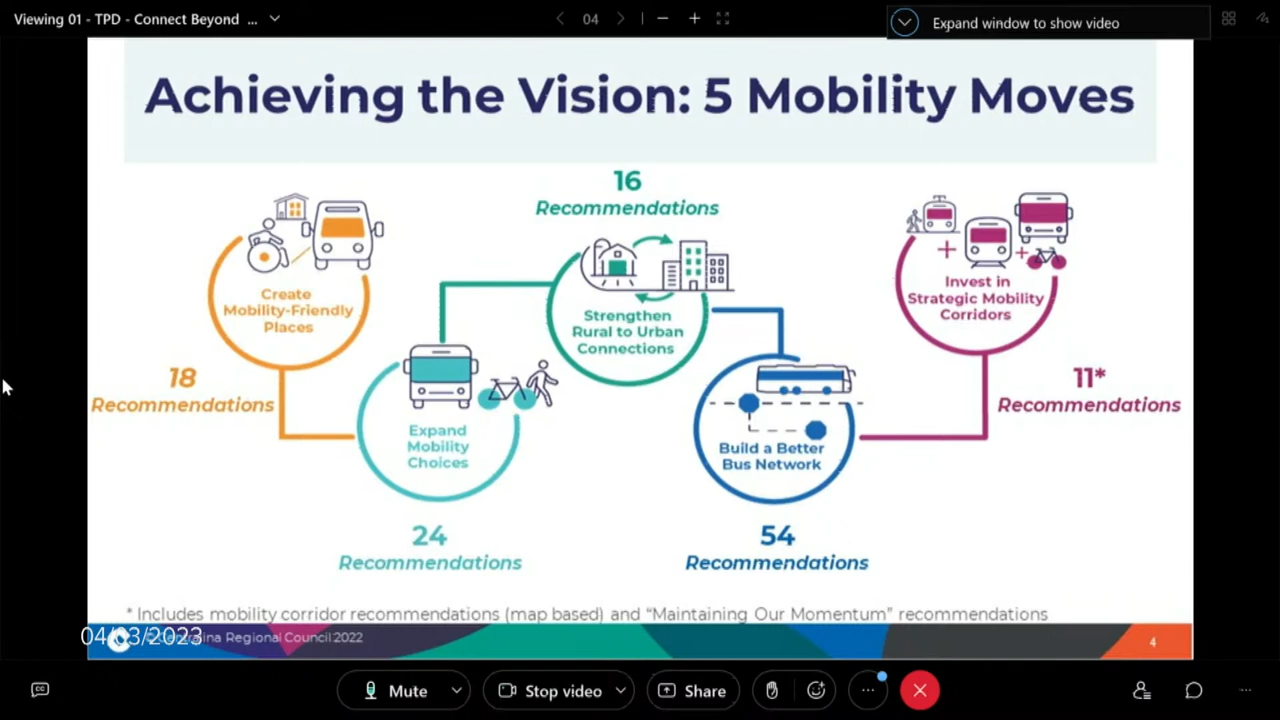 Viewing 01 - TPD - Connect Beyond ...
04
Expand window to show video
Achieving the Vision: 5 Mobility Moves
16
Recommendations
Create
Mobility-Friendly
Places
Strengthen
Rural to Urban
Connections
Invest in
Strategic Mobility
Corridors
18
Recommendations
11*
Recommendations
Expand
Mobility
Choices
Build a Better
Bus Network
24
Recommendations
54
Recommendations
* Includes mobility corridor recommendations (map based) and “Maintaining Our Momentum” recommendations
04/03/2023
Regional Council 2022
4
CC
Mute
Stop video
Share